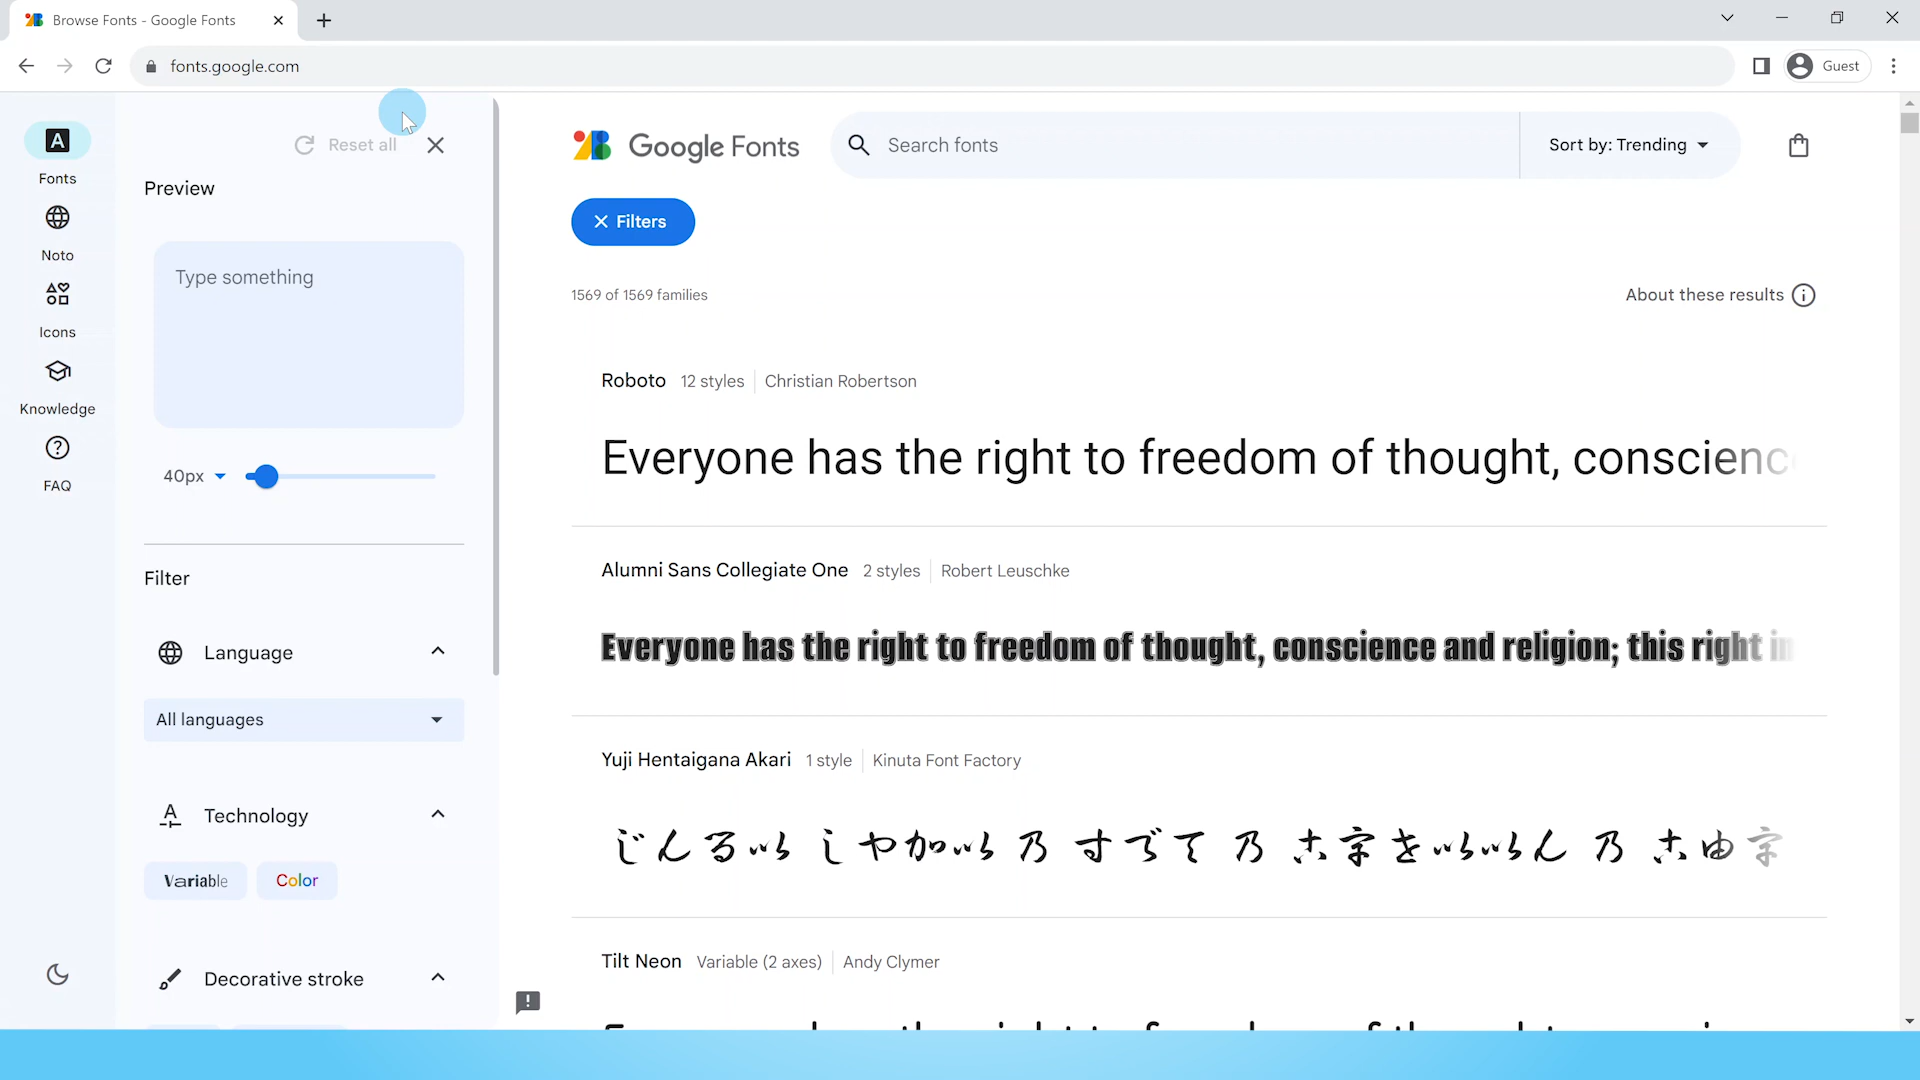 Browse Fonts - Google Fonts
fonts.google.com
Guest
Fonts
Noto
Icons
Knowledge
FAQ
Reset all
Preview
Type something
40px
Filter
Language
All languages
Technology
Variable
Color
Decorative stroke
Google Fonts
Search fonts
Sort by: Trending
Filters
1569 of 1569 families
About these results
Roboto 12 styles Christian Robertson
Everyone has the right to freedom of thought, conscienc
Alumni Sans Collegiate One 2 styles Robert Leuschke
Everyone has the right to freedom of thought, conscience and religion; this right in
Yuji Hentaigana Akari 1 style Kinuta Font Factory
Tilt Neon Variable (2 axes) Andy Clymer